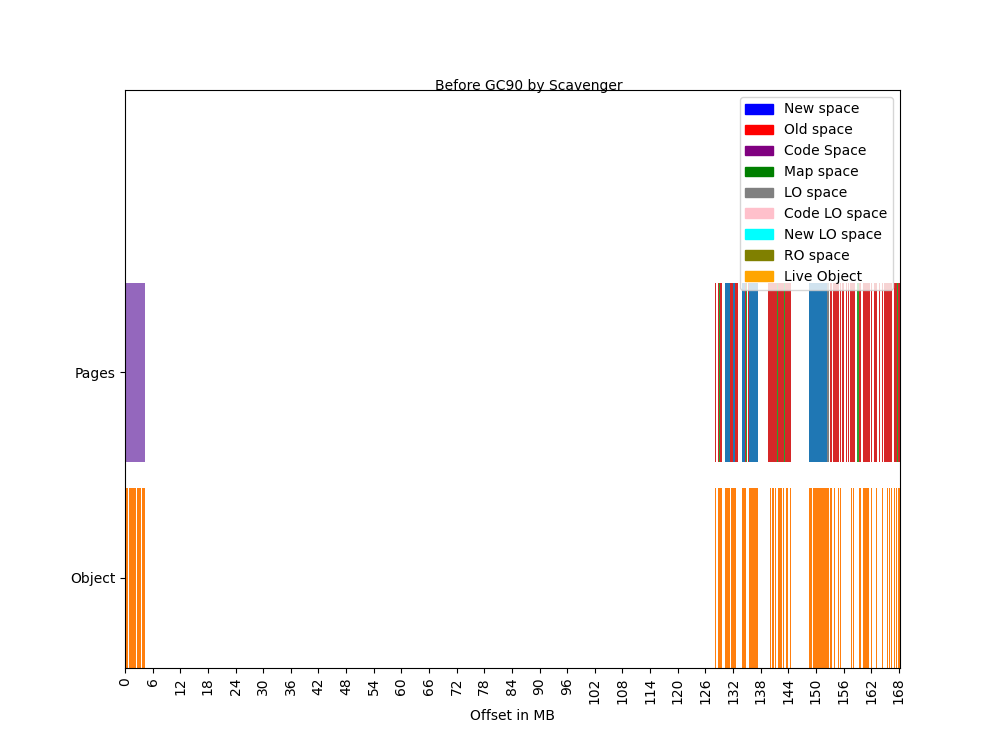 Before GC90 by Scavenger
New space
Old space
Code Space
Map space
LO space
Code LO space
New LO space
RO space
Live Object
Pages
Object
0 6 12 18 24 30 36 42 48 54 60 66 72 78 84 90 96 102 108 114 120 126 132 138 144 150 156 162 168
Offset in MB